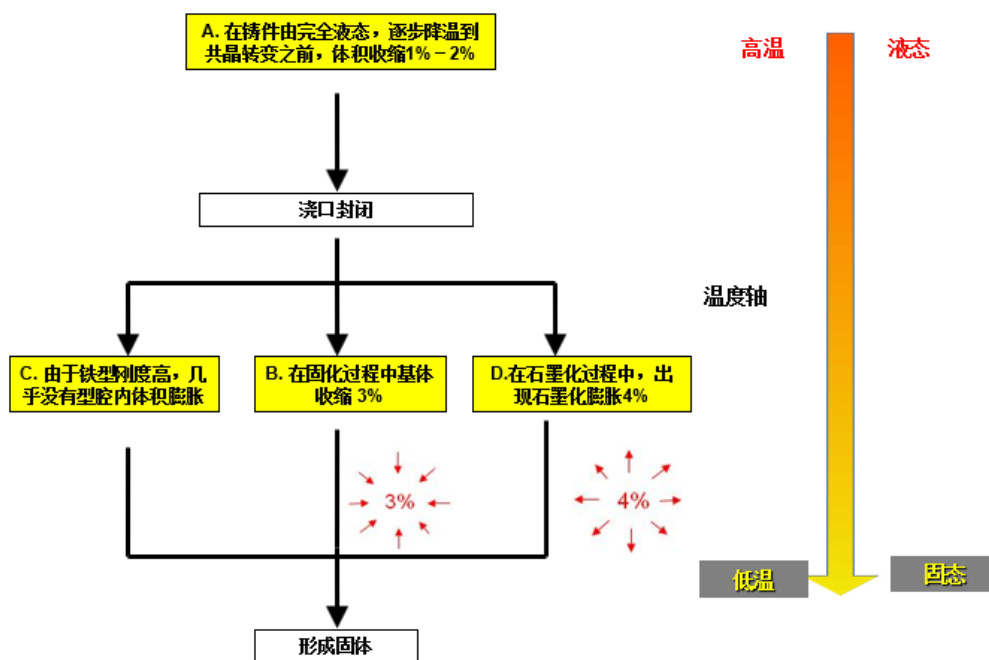 A. 在铸件由完全液态，逐步降温到
共晶转变之前，体积收缩1%－2%
高温
液态
浇口封闭
温度轴
C. 由于铁型刚度高，几
乎没有型腔内体积膨胀
B. 在固化过程中基体
收缩 3%
D.在石墨化过程中，出
现石墨化膨胀4%
3%
4%
低温
固态
形成固体